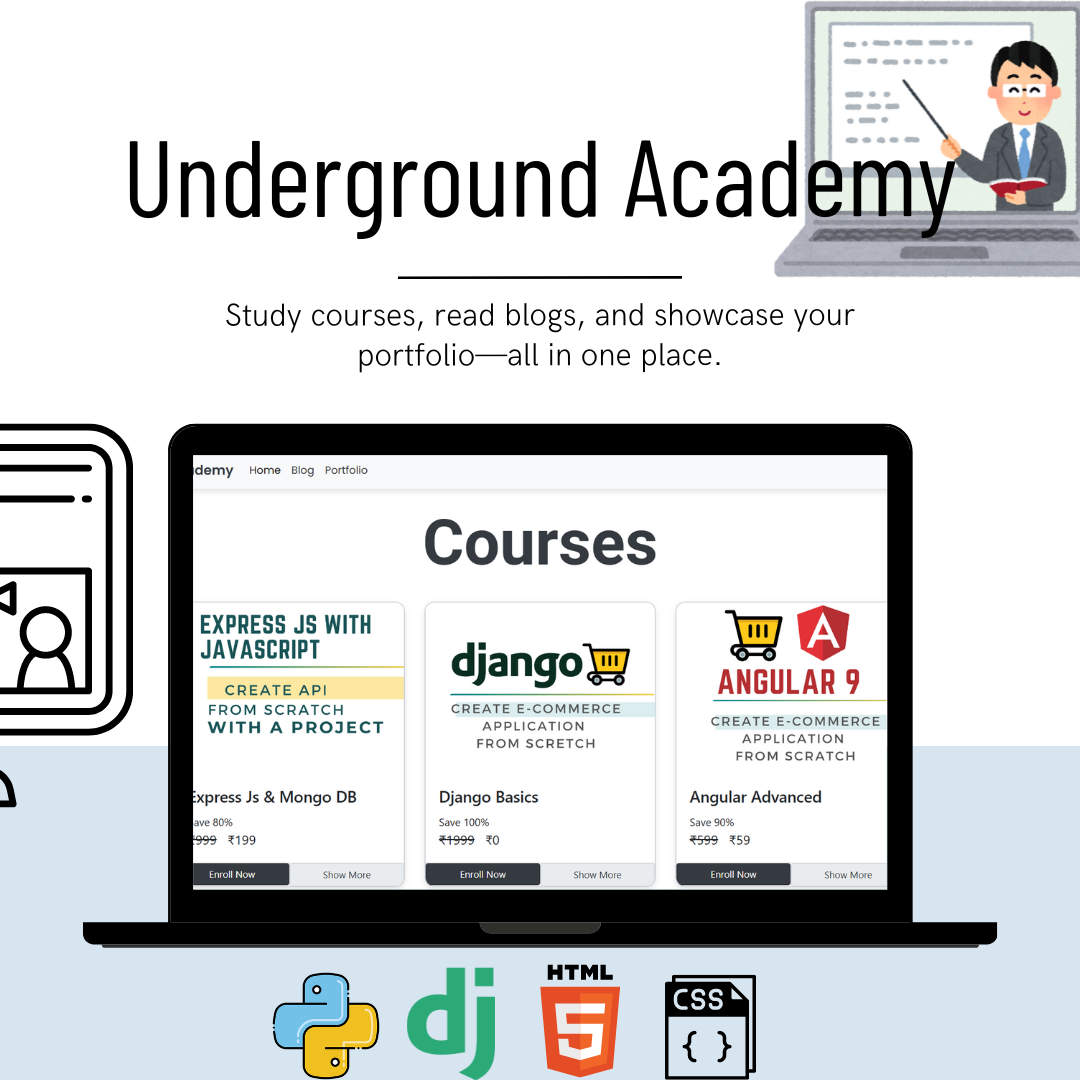 Underground Academy
Study courses, read blogs, and showcase your
portfolio—all in one place.
demy Home Blog Portfolio
Courses
EXPRESS JS WITH
JAVASCRIPT
CREATE API
FROM SCRATCH
WITH A PROJECT
Express Js & Mongo DB
ave 80%
₹999 ₹199
Enroll Now Show More
django
CREATE E-COMMERCE
APPLICATION
FROM SCRETCH
Django Basics
Save 100%
₹1999 ₹0
Enroll Now Show More
A
ANGULAR 9
CREATE E-COMMERCE
APPLICATION
FROM SCRATCH
Angular Advanced
Save 90%
₹599 ₹59
Enroll Now Show More
dj
HTML
5
CSS
{ }